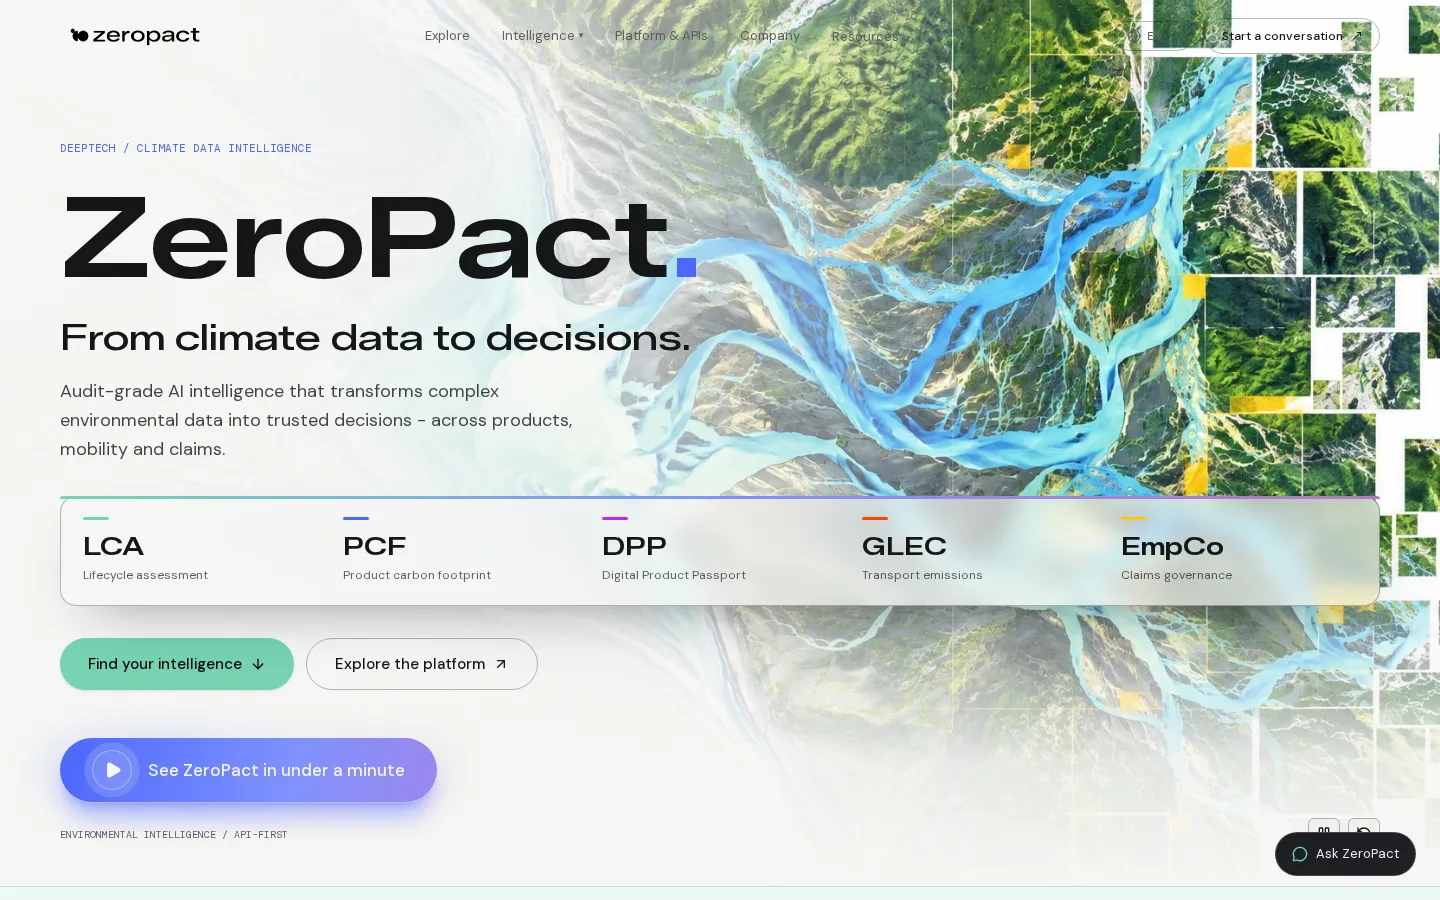 zeropact
Explore
Intelligence
Platform & APIs
Company
Resources
Start a conversation
DEEPTECH / CLIMATE DATA INTELLIGENCE
ZeroPact.
From climate data to decisions.
Audit-grade AI intelligence that transforms complex
environmental data into trusted decisions - across products,
mobility and claims.
LCA
Lifecycle assessment
PCF
Product carbon footprint
DPP
Digital Product Passport
GLEC
Transport emissions
EmpCo
Claims governance
Find your intelligence
Explore the platform
See ZeroPact in under a minute
ENVIRONMENTAL INTELLIGENCE / API-FIRST
Ask ZeroPact